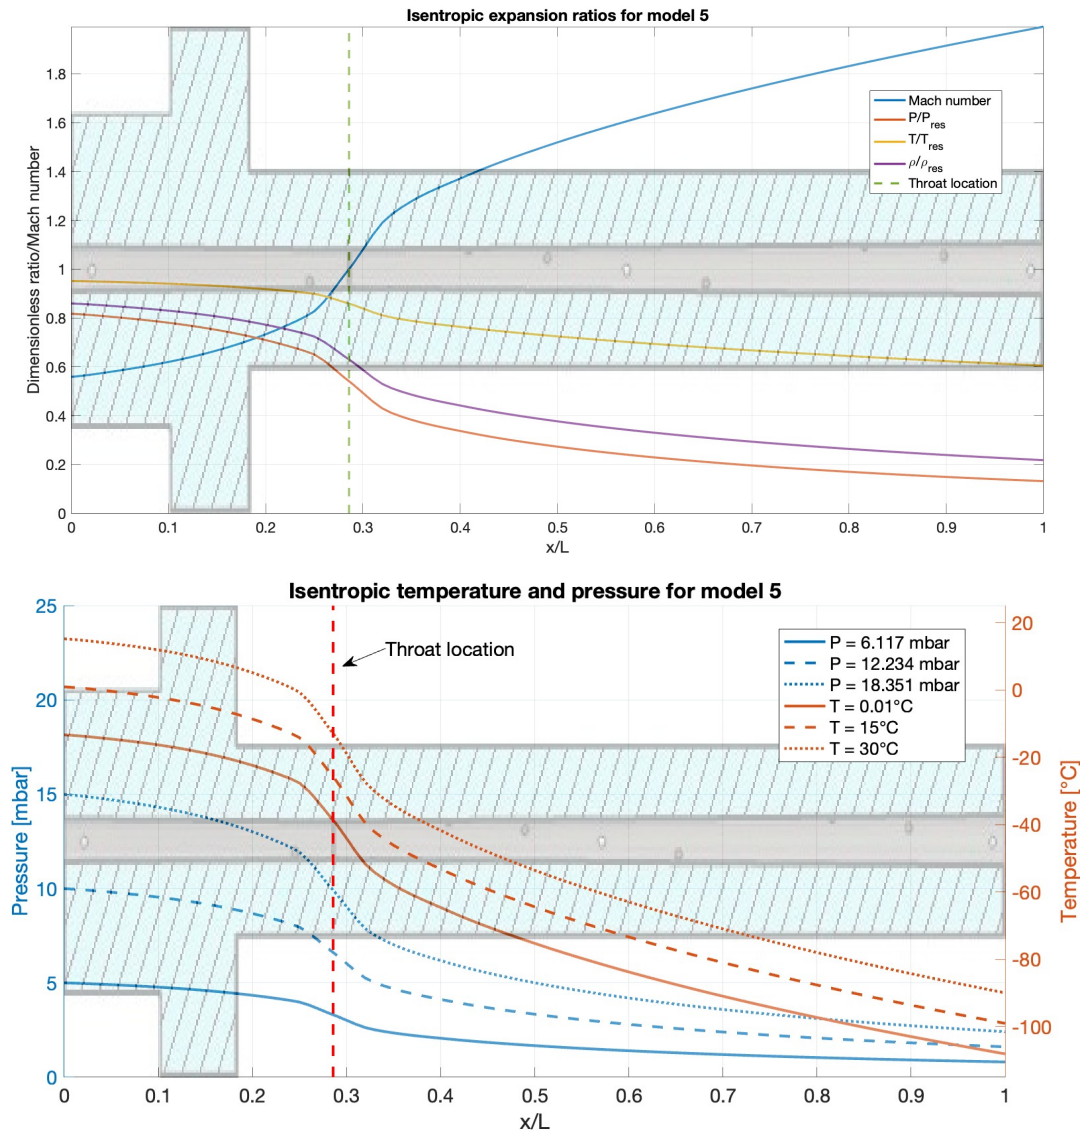 Isentropic expansion ratios for model 5
Dimensionless ratio/Mach number
1.8
1.6
1.4
1.2
1
0.8
0.6
0.4
0.2
0
Mach number
P/P_res
T/T_res
ρ/ρ_res
Throat location
0 0.1 0.2 0.3 0.4 0.5 0.6 0.7 0.8 0.9 1
x/L
Isentropic temperature and pressure for model 5
Pressure [mbar]
25
20
15
10
5
0
Throat location
P = 6.117 mbar
P = 12.234 mbar
P = 18.351 mbar
T = 0.01°C
T = 15°C
T = 30°C
20
0
-20
-40
-60
-80
-100
Temperature [°C]
0 0.1 0.2 0.3 0.4 0.5 0.6 0.7 0.8 0.9 1
x/L